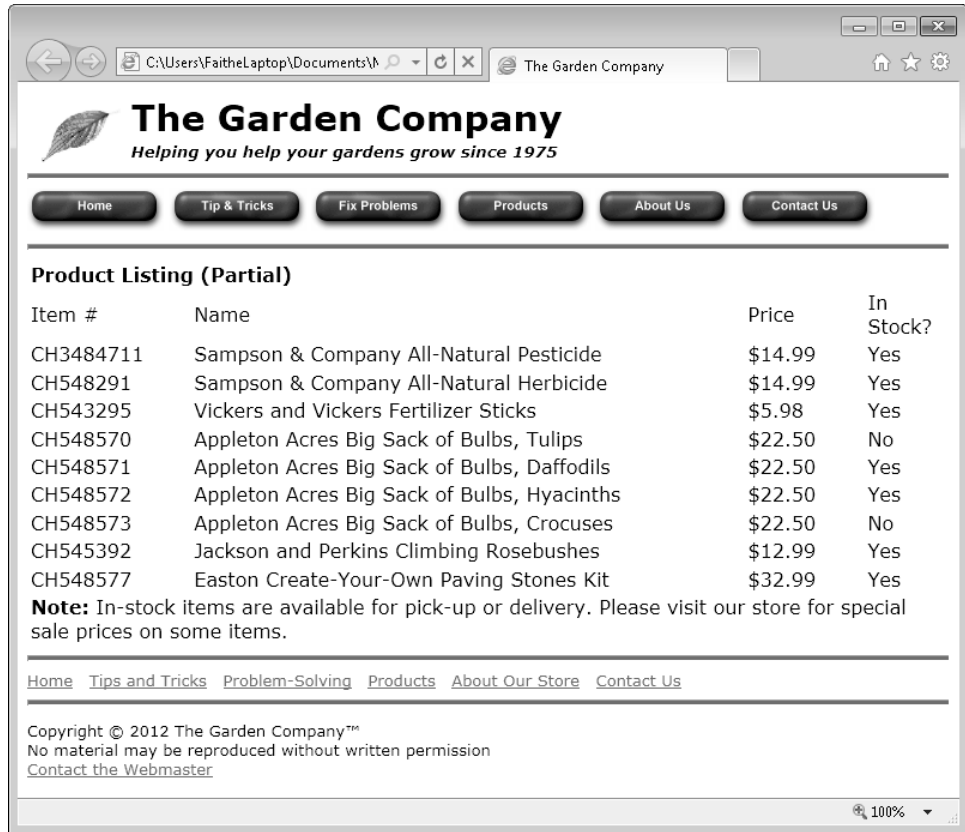 C:\Users\FaitheLaptop\Documents\N
The Garden Company
The Garden Company
Helping you help your gardens grow since 1975
Home Tip & Tricks Fix Problems Products About Us Contact Us
Product Listing (Partial)
Item # Name Price In Stock?
CH3484711 Sampson & Company All-Natural Pesticide $14.99 Yes
CH548291 Sampson & Company All-Natural Herbicide $14.99 Yes
CH543295 Vickers and Vickers Fertilizer Sticks $5.98 Yes
CH548570 Appleton Acres Big Sack of Bulbs, Tulips $22.50 No
CH548571 Appleton Acres Big Sack of Bulbs, Daffodils $22.50 Yes
CH548572 Appleton Acres Big Sack of Bulbs, Hyacinths $22.50 Yes
CH548573 Appleton Acres Big Sack of Bulbs, Crocuses $22.50 No
CH545392 Jackson and Perkins Climbing Rosebushes $12.99 Yes
CH548577 Easton Create-Your-Own Paving Stones Kit $32.99 Yes
Note: In-stock items are available for pick-up or delivery. Please visit our store for special
sale prices on some items.
Home Tips and Tricks Problem-Solving Products About Our Store Contact Us
Copyright © 2012 The Garden Company™
No material may be reproduced without written permission
Contact the Webmaster
100%